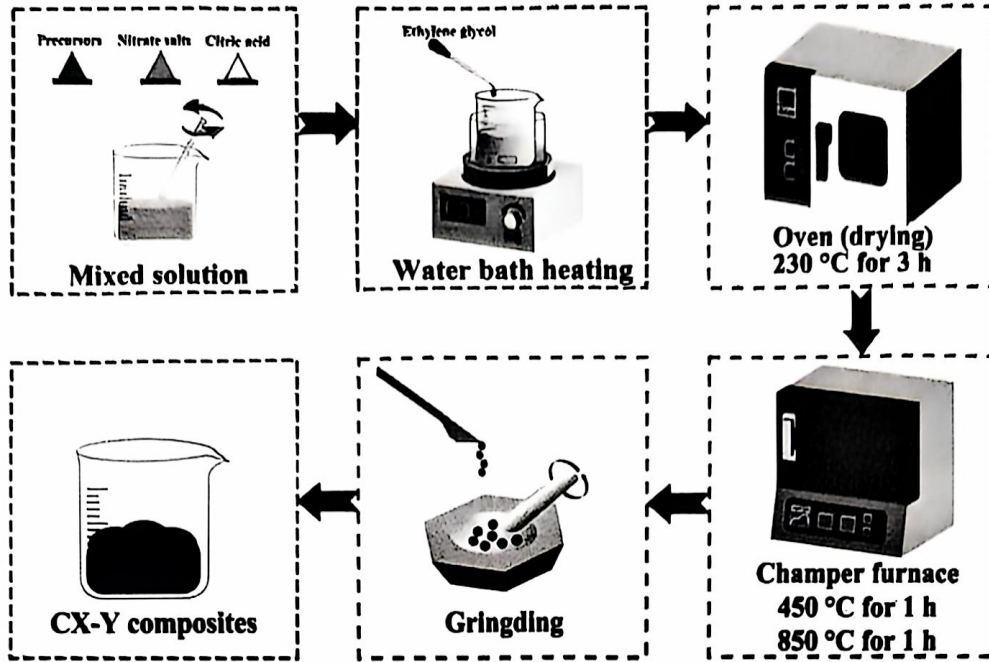 Precursors Nitrate salts Citric acid
Mixed solution
Ethylene glycol
Water bath heating
Oven (drying)
230 °C for 3 h
Champer furnace
450 °C for 1 h
850 °C for 1 h
Gringding
CX-Y composites